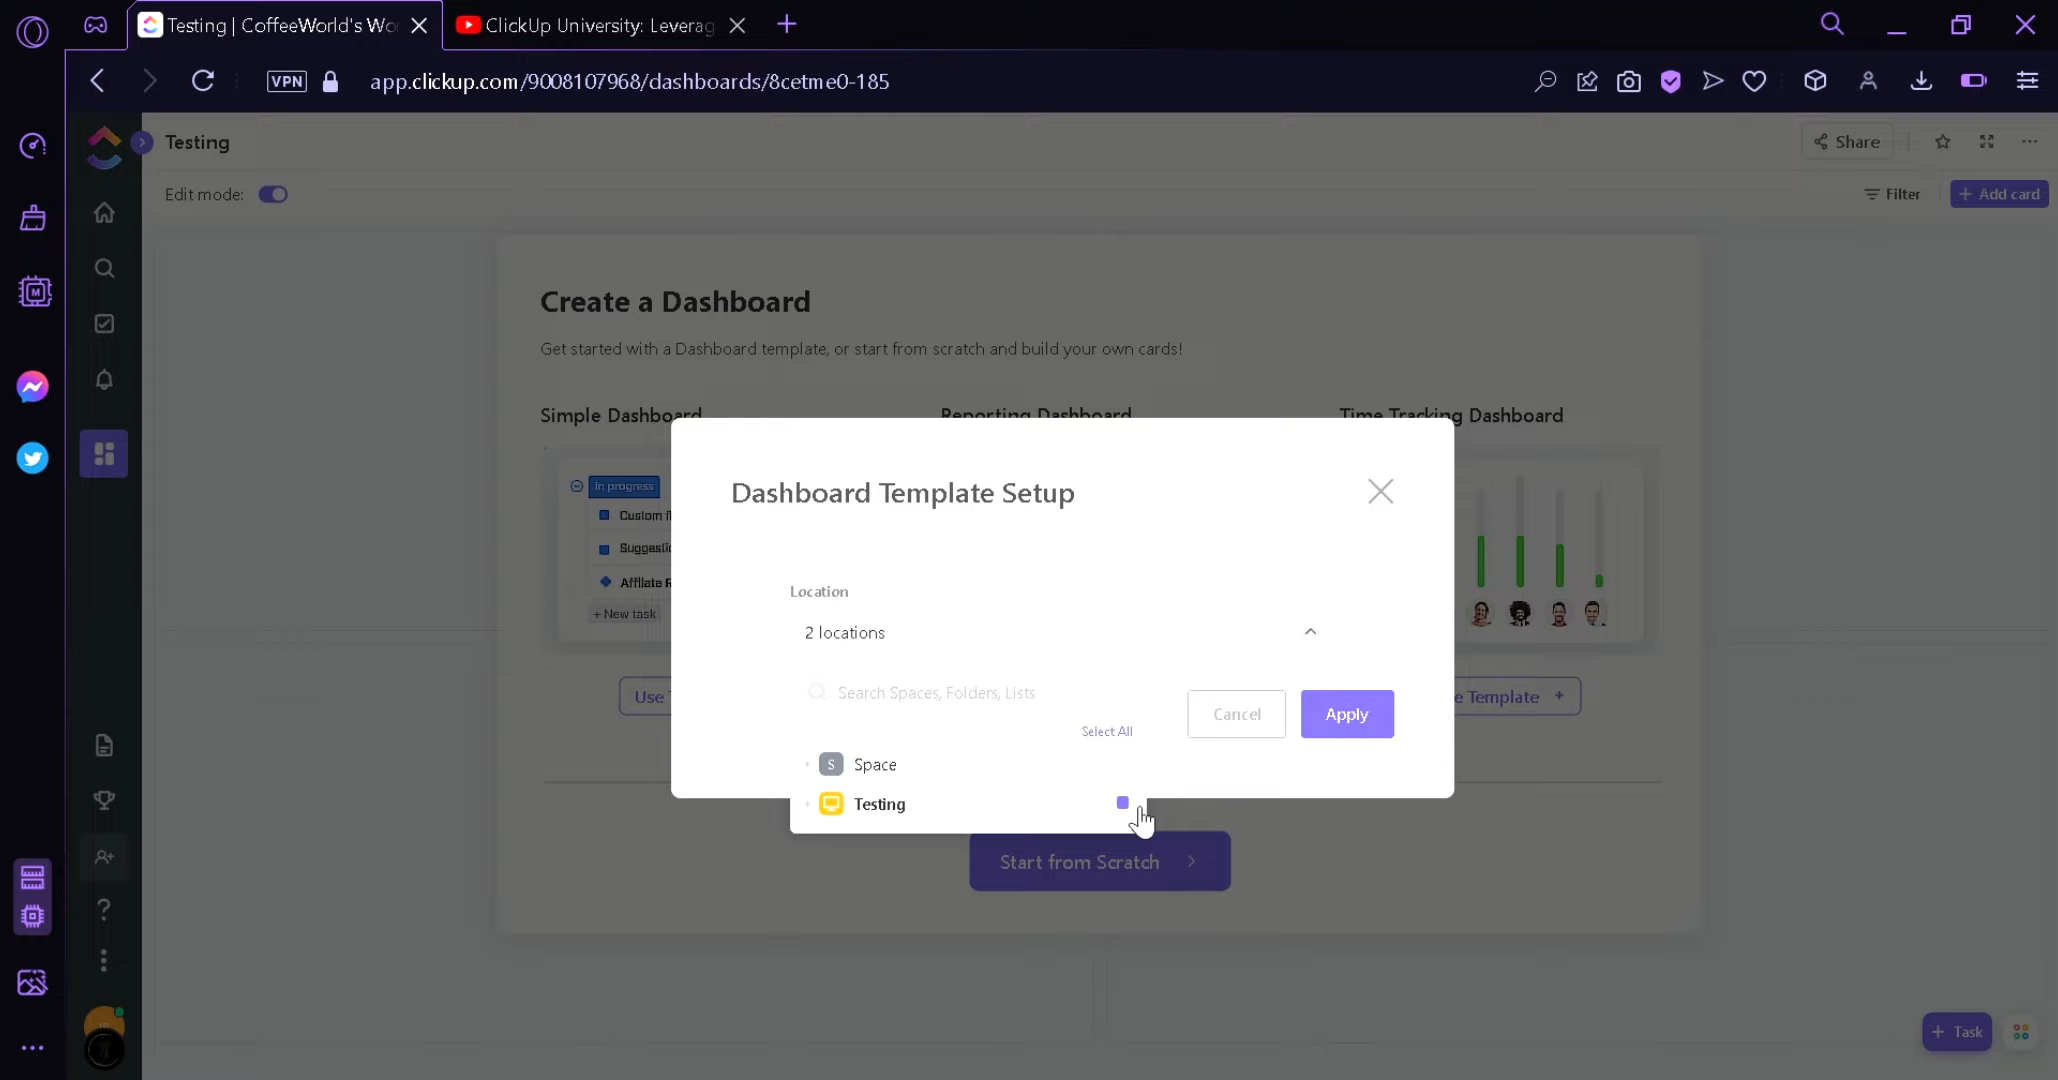 Testing | CoffeeWorld's Wo
ClickUp University: Leverag
VPN
app.clickup.com/9008107968/dashboards/8cetme0-185
Testing
Share
Edit mode:
Filter
+ Add card
Create a Dashboard
Get started with a Dashboard template, or start from scratch and build your own cards!
Simple Dashboard
Reporting Dashboard
Time Tracking Dashboard
In progress
Custom fi
Suggestic
Affliate R
+ New task
Dashboard Template Setup
Location
2 locations
Search Spaces, Folders, Lists
Select All
S Space
Testing
Cancel
Apply
Use T
e Template +
Start from Scratch
+ Task